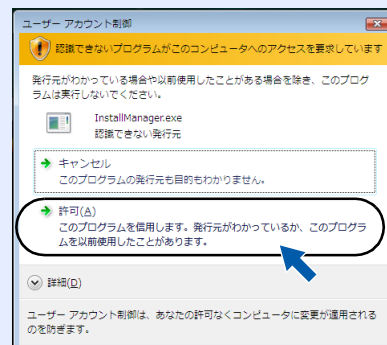 ユーザー アカウント制御
認識できないプログラムがこのコンピュータへのアクセスを要求しています
発行元がわかっている場合や以前使用したことがある場合を除き、このプログ
ラムは実行しないでください。
InstallManager.exe
認識できない発行元
キャンセル
このプログラムの発行元も目的もわかりません。
許可(A)
このプログラムを信用します。発行元がわかっているか、このプログラ
ムを以前使用したことがあります。
詳細(D)
ユーザー アカウント制御は、あなたの許可なくコンピュータに変更が適用される
のを防ぎます。